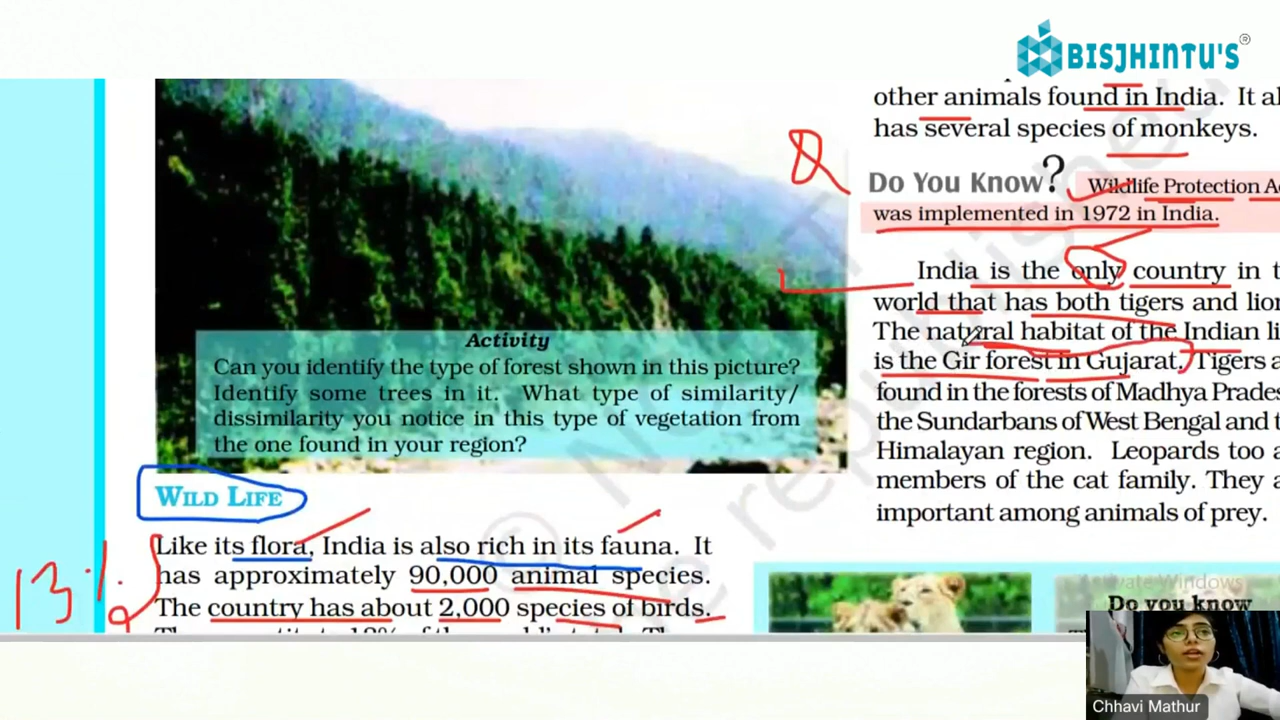 BISJHINTU'S®
other animals found in India. It al
has several species of monkeys.
Do You Know? Wildlife Protection Ac
was implemented in 1972 in India.
India is the only country in t
world that has both tigers and lion
The natural habitat of the Indian li
is the Gir forest in Gujarat. Tigers a
found in the forests of Madhya Prades
the Sundarbans of West Bengal and t
Himalayan region. Leopards too a
members of the cat family. They a
important among animals of prey.
Activity
Can you identify the type of forest shown in this picture?
Identify some trees in it. What type of similarity/
dissimilarity you notice in this type of vegetation from
the one found in your region?
WILD LIFE
Like its flora, India is also rich in its fauna. It
has approximately 90,000 animal species.
The country has about 2,000 species of birds.
13%
Activate Windows
Do you know
Chhavi Mathur